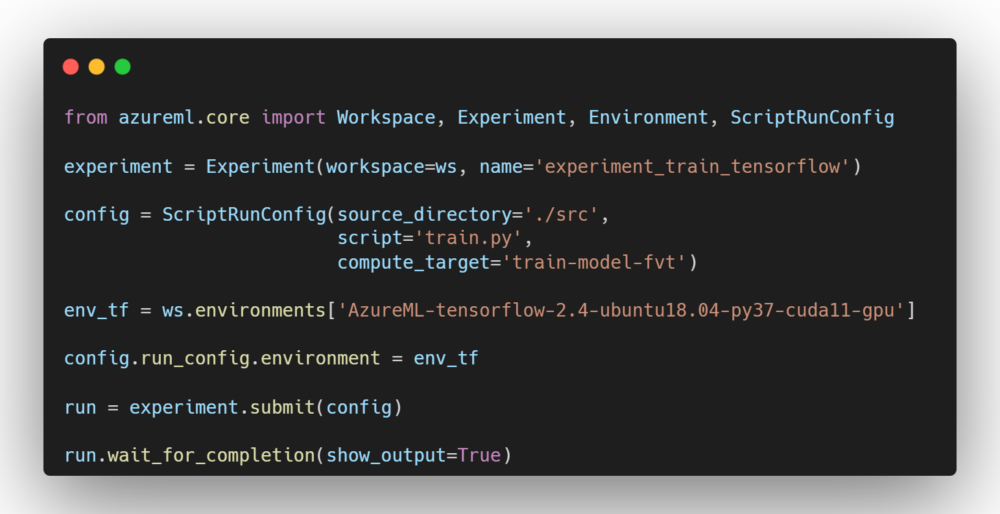 from azureml.core import Workspace, Experiment, Environment, ScriptRunConfig
experiment = Experiment(workspace=ws, name='experiment_train_tensorflow')
config = ScriptRunConfig(source_directory='./src',
script='train.py',
compute_target='train-model-fvt')
env_tf = ws.environments['AzureML-tensorflow-2.4-ubuntu18.04-py37-cuda11-gpu']
config.run_config.environment = env_tf
run = experiment.submit(config)
run.wait_for_completion(show_output=True)